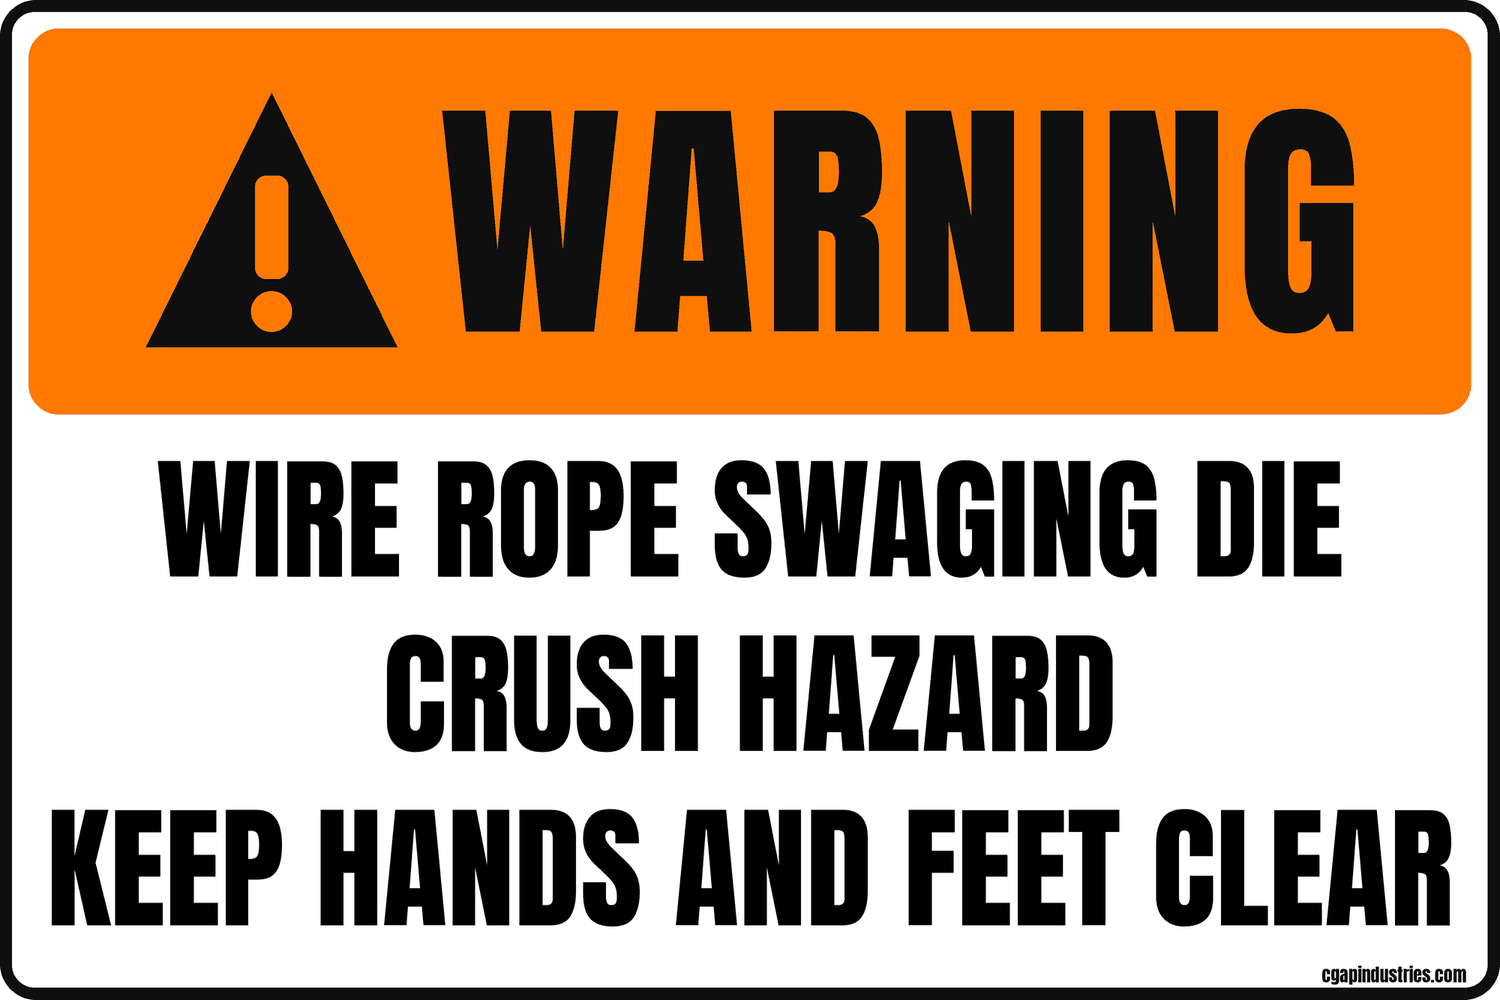 WARNING
WIRE ROPE SWAGING DIE
CRUSH HAZARD
KEEP HANDS AND FEET CLEAR
cgapindustries.com